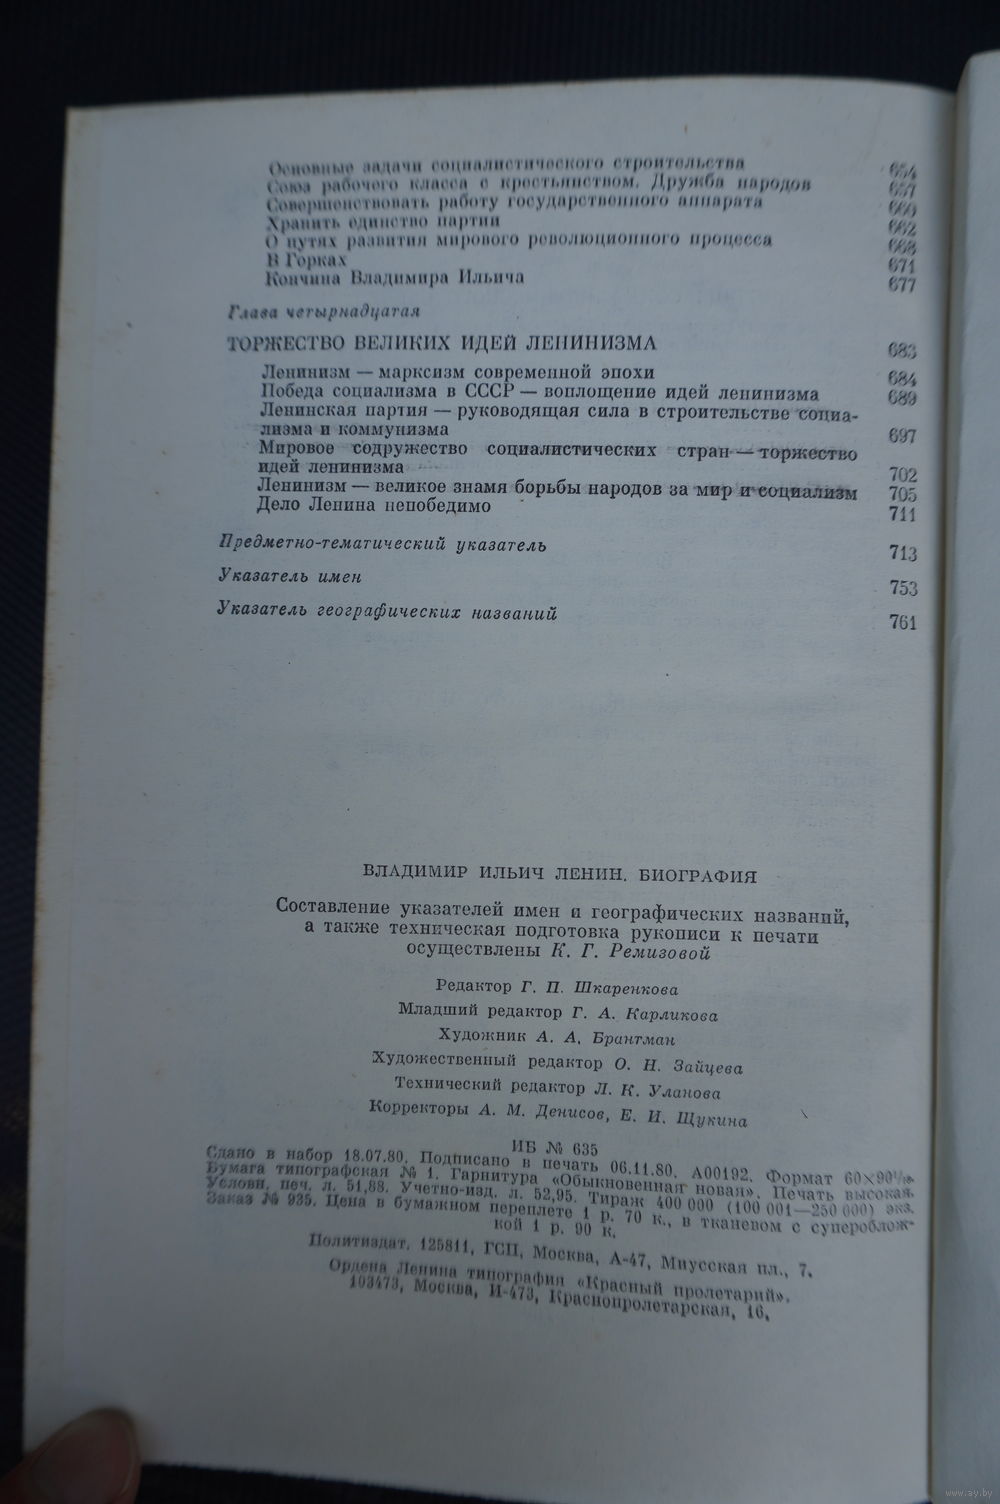 Основные задачи социалистического строительства 654
Союз рабочего класса с крестьянством. Дружба народов 657
Совершенствовать работу государственного аппарата 660
Хранить единство партии 662
О путях развития мирового революционного процесса 668
В Горках 671
Кончина Владимира Ильича 677
Глава четырнадцатая
ТОРЖЕСТВО ВЕЛИКИХ ИДЕЙ ЛЕНИНИЗМА 683
Ленинизм — марксизм современной эпохи 684
Победа социализма в СССР — воплощение идей ленинизма 689
Ленинская партия — руководящая сила в строительстве социа-
лизма и коммунизма 697
Мировое содружество социалистических стран — торжество
идей ленинизма 702
Ленинизм — великое знамя борьбы народов за мир и социализм 705
Дело Ленина непобедимо 711
Предметно-тематический указатель 713
Указатель имен 753
Указатель географических названий 761
ВЛАДИМИР ИЛЬИЧ ЛЕНИН. БИОГРАФИЯ
Составление указателей имен и географических названий,
а также техническая подготовка рукописи к печати
осуществлены К. Г. Ремизовой
Редактор Г. П. Шкаренкова
Младший редактор Г. А. Карликова
Художник А. А. Брантман
Художественный редактор О. Н. Зайцева
Технический редактор Л. К. Уланова
Корректоры А. М. Денисов, Е. И. Щукина
ИБ № 635
Сдано в набор 18.07.80. Подписано в печать 06.11.80. А00192. Формат 60×90¹/₁₆.
Бумага типографская № 1. Гарнитура «Обыкновенная новая». Печать высокая.
Условн. печ. л. 51,88. Учетно-изд. л. 52,95. Тираж 400 000 (100 001—250 000) экз.
Заказ № 935. Цена в бумажном переплете 1 р. 70 к., в тканевом с суперoблож-
кой 1 р. 90 к.
Политиздат. 125811, ГСП, Москва, А-47, Миусская пл., 7.
Ордена Ленина типография «Красный пролетарий».
103473, Москва, И-473, Краснопролетарская, 16.
www.ay.by